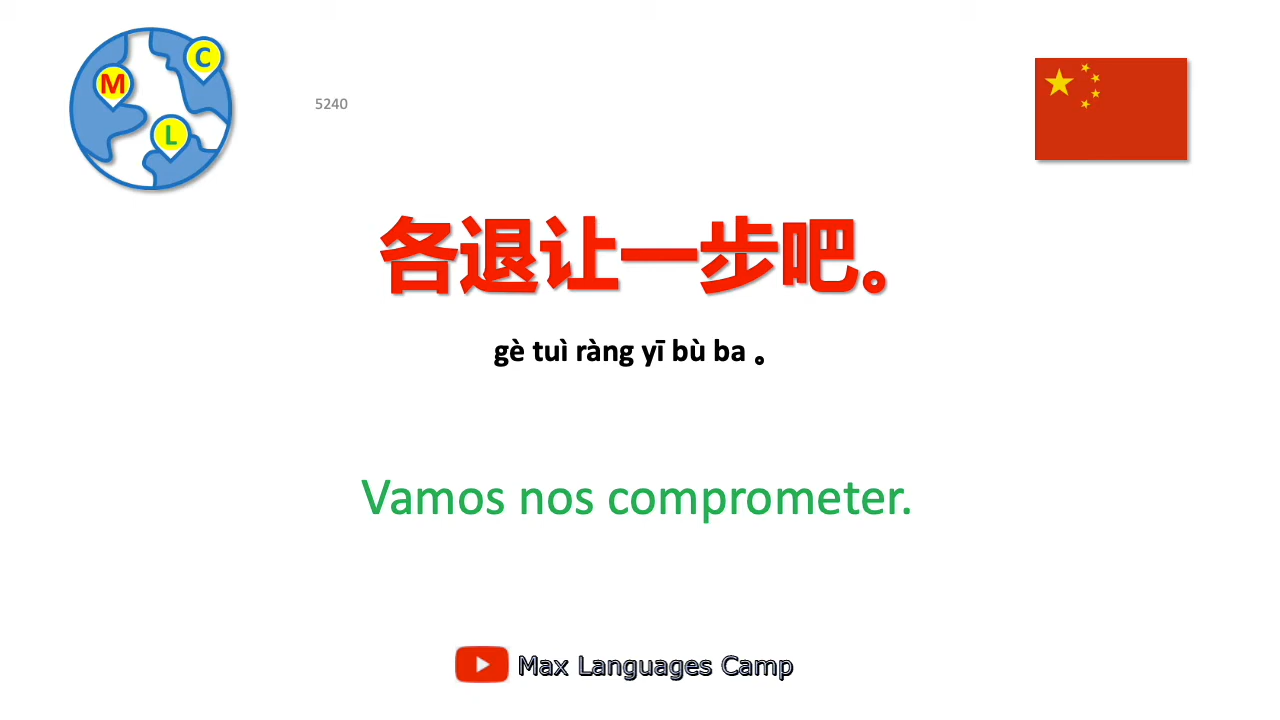 C
M
L
5240
各退让一步吧。
gè tuì ràng yī bù ba 。
Vamos nos comprometer.
Max Languages Camp